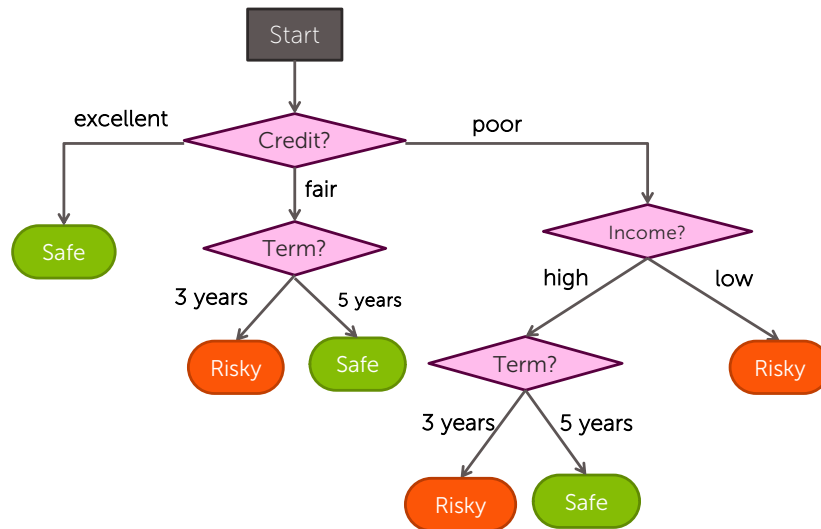 Start
excellent
Credit?
poor
fair
Safe
Term?
Income?
3 years
5 years
high
low
Risky
Safe
Term?
Risky
3 years
5 years
Risky
Safe